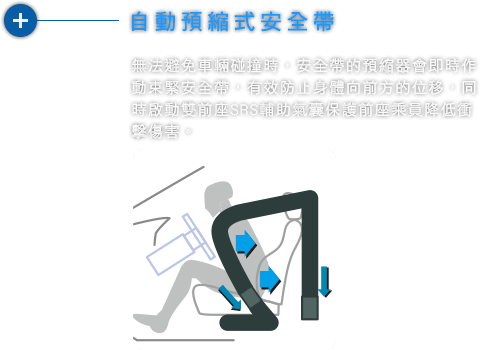 自動預縮式安全帶
無法避免車輛碰撞時，安全帶的預縮器會即時作
動束緊安全帶，有效防止身體向前方的位移，同
時啟動雙前座SRS輔助氣囊保護前座乘員降低衝
擊傷害。